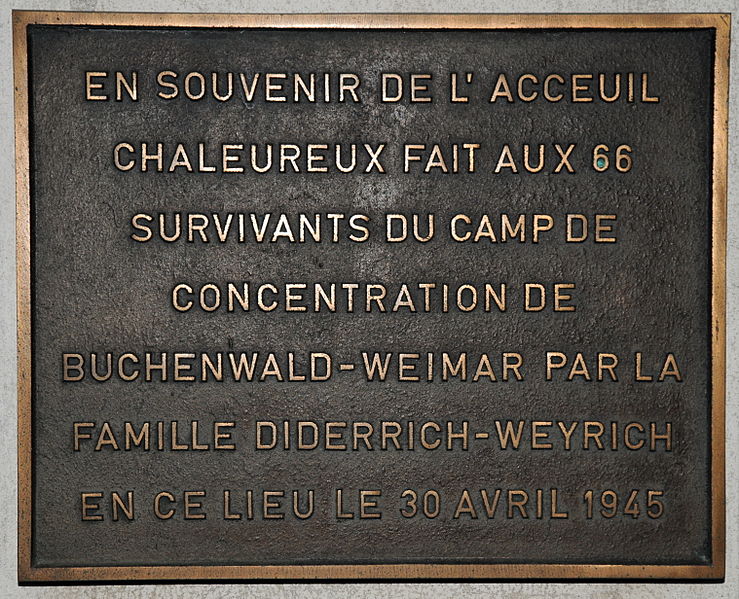 EN SOUVENIR DE L' ACCEUIL
CHALEUREUX FAIT AUX 66
SURVIVANTS DU CAMP DE
CONCENTRATION DE
BUCHENWALD-WEIMAR PAR LA
FAMILLE DIDERRICH-WEYRICH
EN CE LIEU LE 30 AVRIL 1945